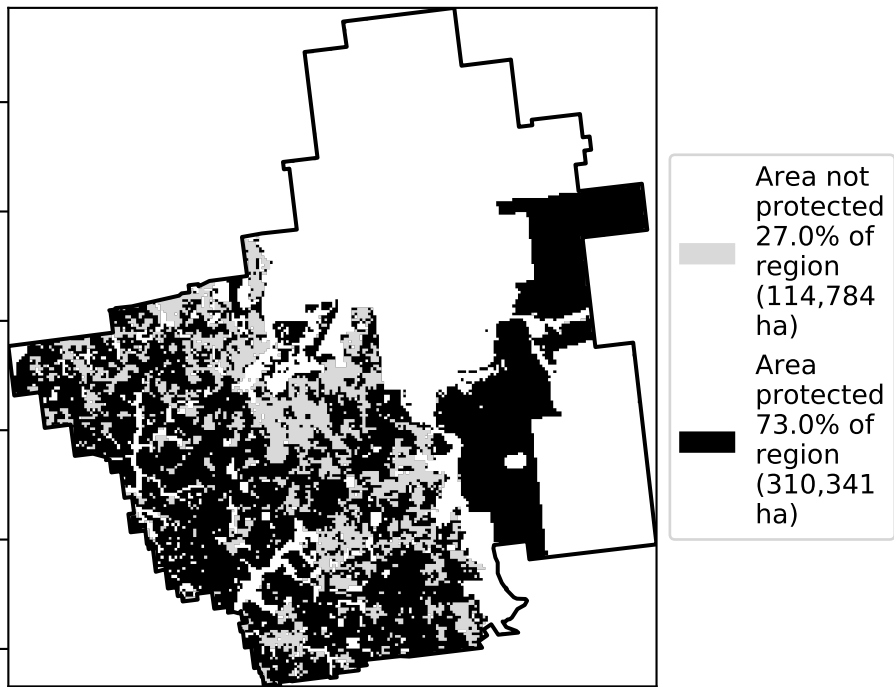 Area not
protected
27.0% of
region
(114,784
ha)
Area
protected
73.0% of
region
(310,341
ha)